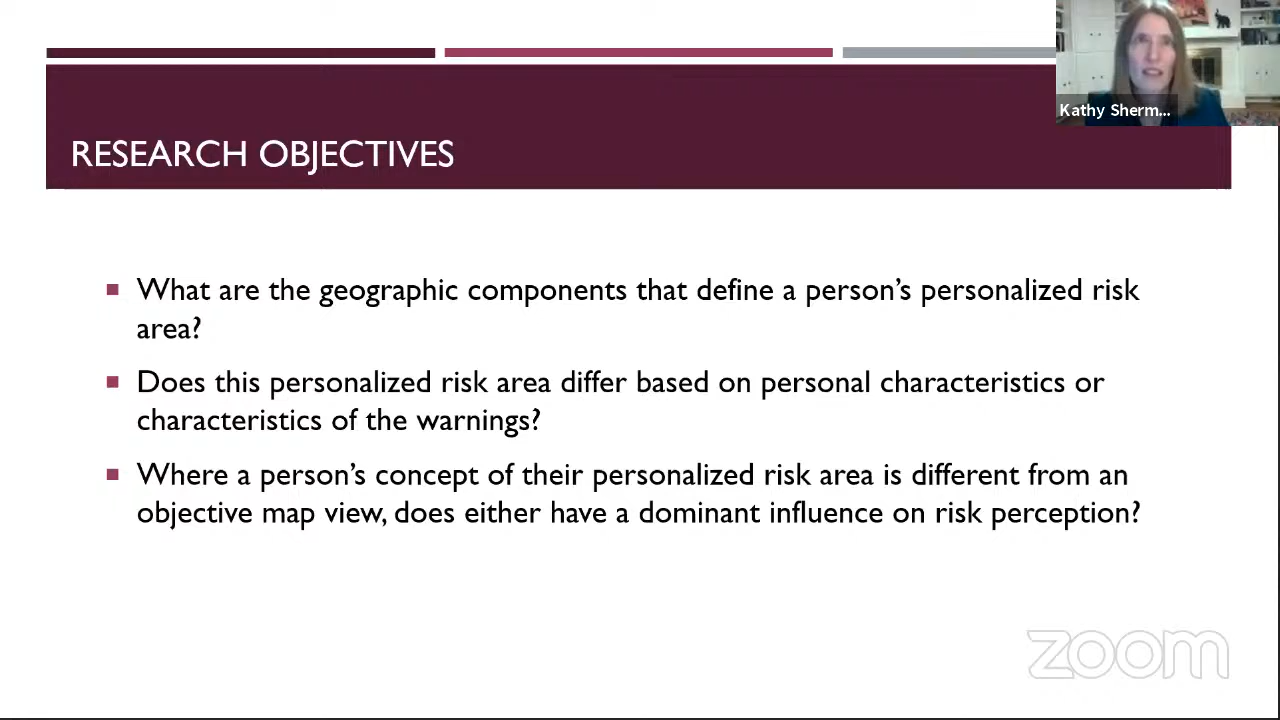 Kathy Sherm...
RESEARCH OBJECTIVES
What are the geographic components that define a person’s personalized risk
area?
Does this personalized risk area differ based on personal characteristics or
characteristics of the warnings?
Where a person’s concept of their personalized risk area is different from an
objective map view, does either have a dominant influence on risk perception?
zoom